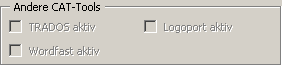 Andere CAT-Tools
TRADOS aktiv Logoport aktiv
Wordfast aktiv